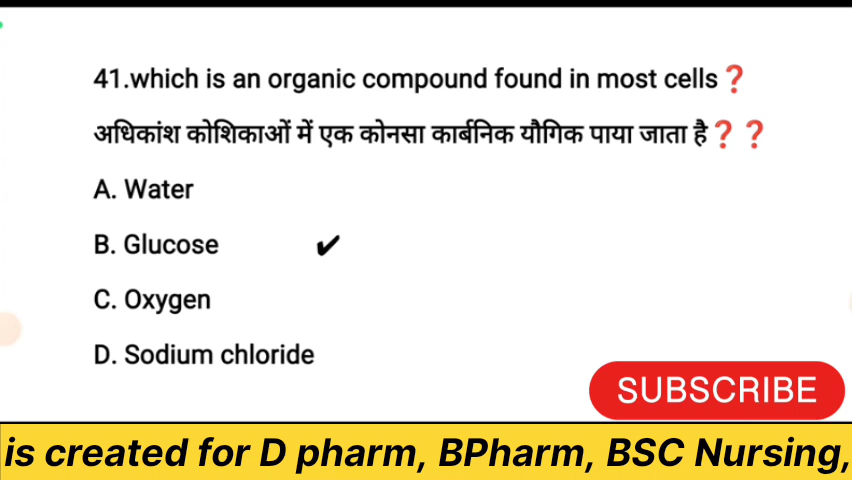 41.which is an organic compound found in most cells❓
अधिकांश कोशिकाओं में एक कोनसा कार्बनिक यौगिक पाया जाता है❓❓
A. Water
B. Glucose ✔
C. Oxygen
D. Sodium chloride
SUBSCRIBE
is created for D pharm, BPharm, BSC Nursing,